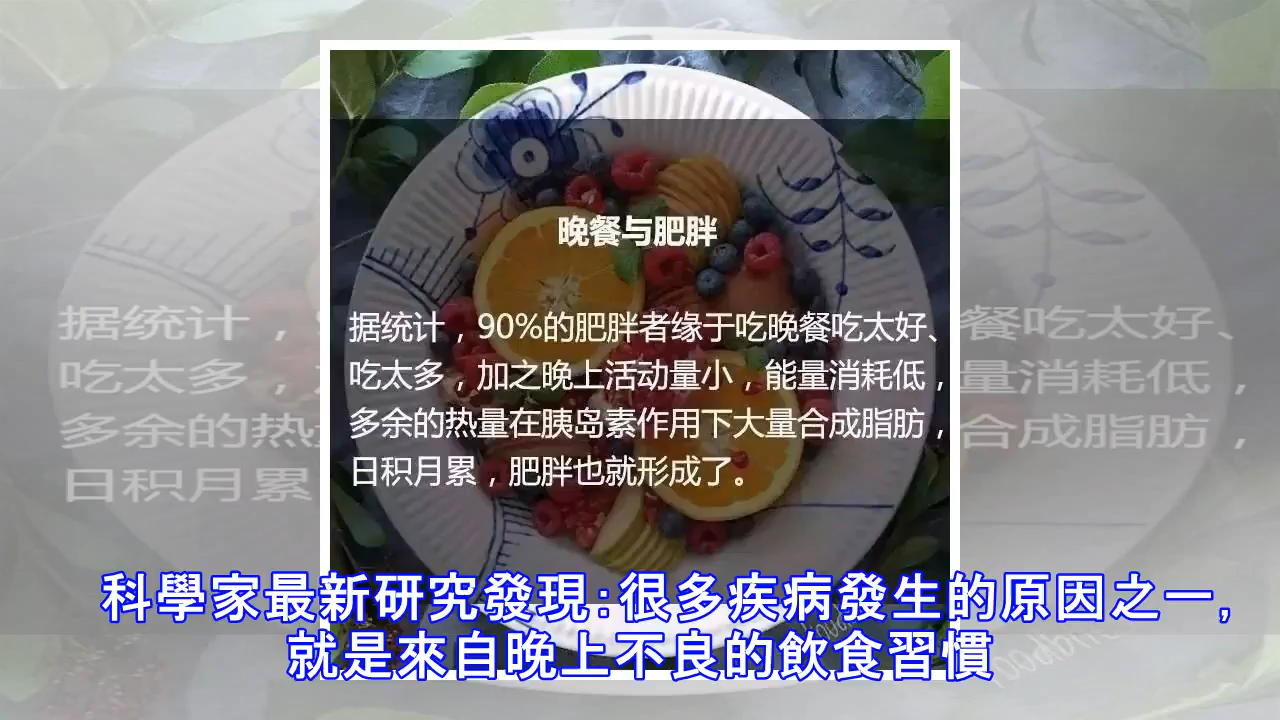 晚餐与肥胖
据统计，90%的肥胖者缘于吃晚餐吃太好、
吃太多，加之晚上活动量小，能量消耗低，
多余的热量在胰岛素作用下大量合成脂肪，
日积月累，肥胖也就形成了。
科學家最新研究發現:很多疾病發生的原因之一,
就是來自晚上不良的飲食習慣